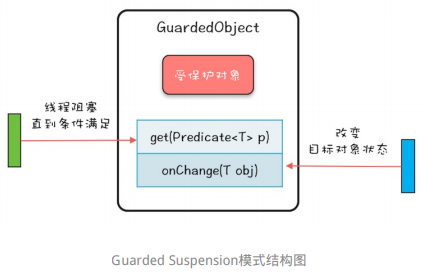 GuardedObject
受保护对象
线程阻塞
直到条件满足
get(Predicate<T> p)
onChange(T obj)
改变
目标对象状态
Guarded Suspension模式结构图